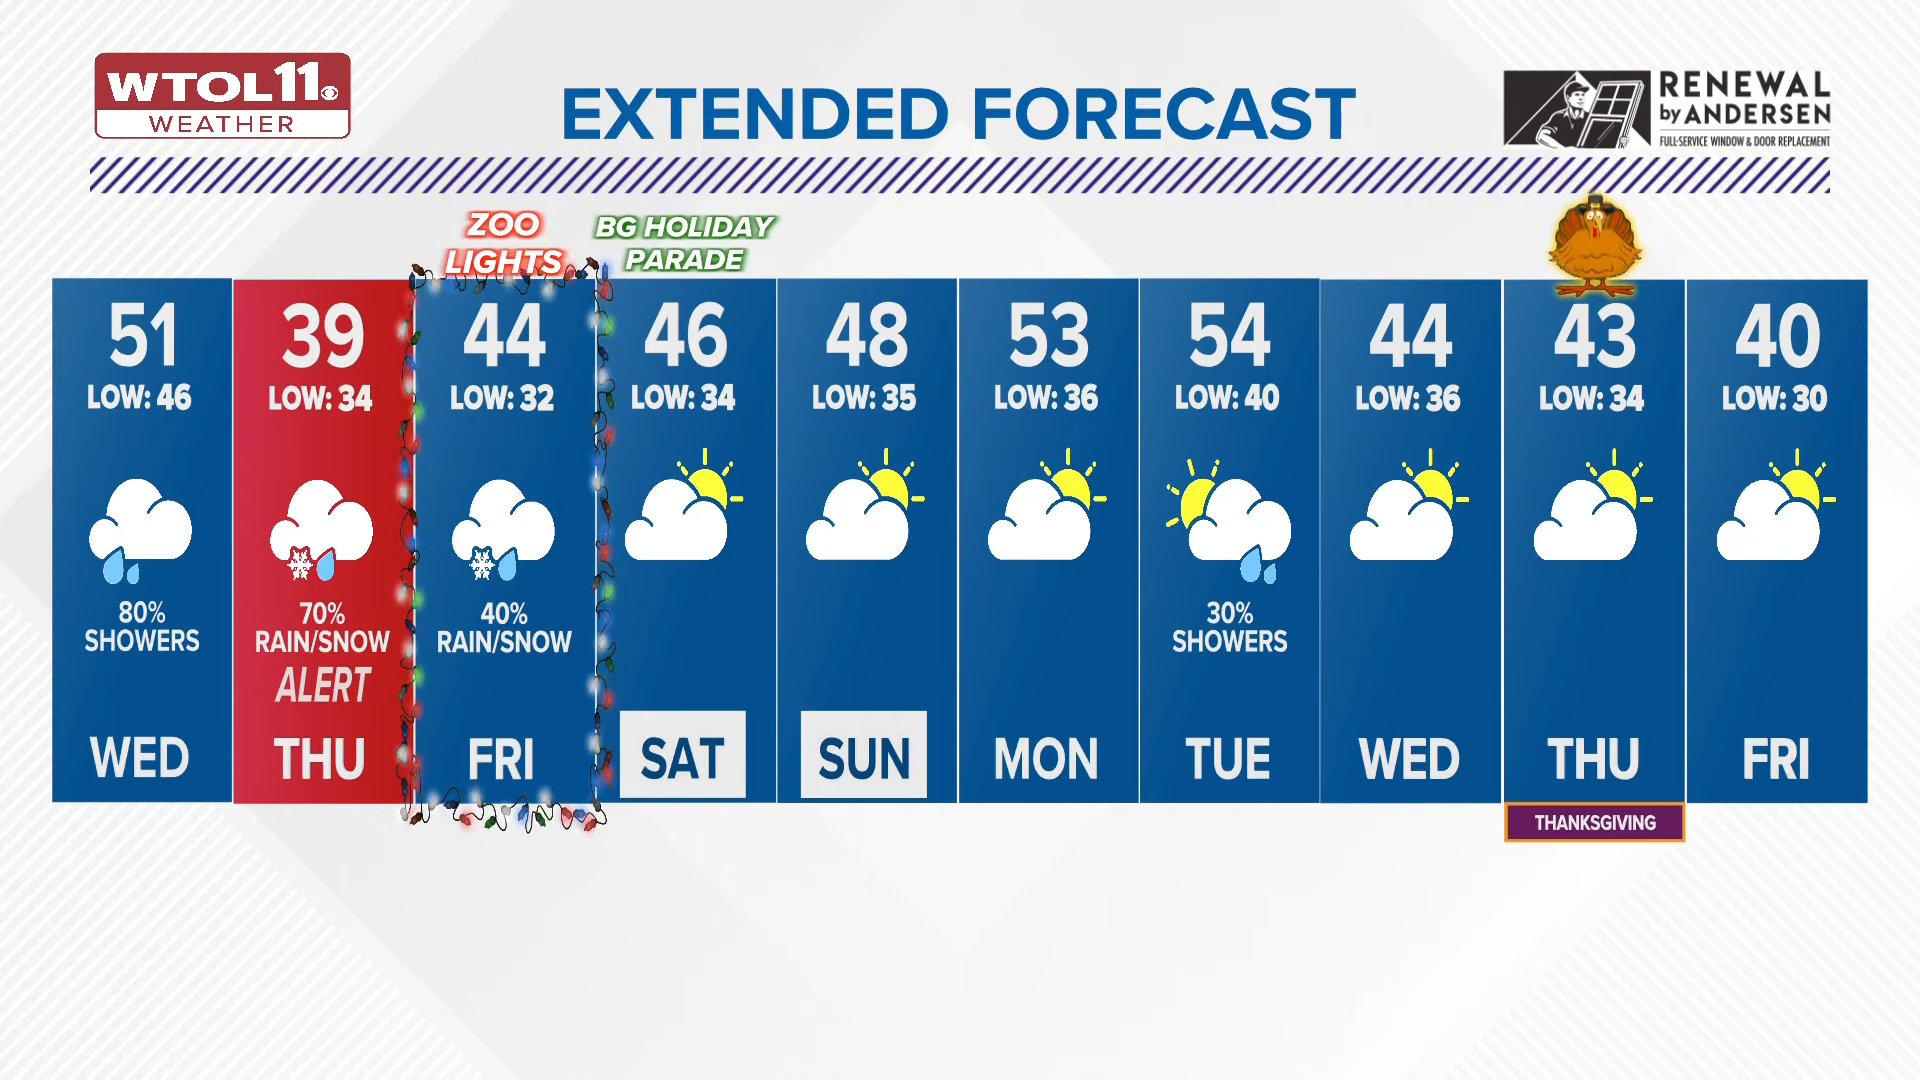 WTOL11
WEATHER
EXTENDED FORECAST
RENEWAL
by ANDERSEN
FULL-SERVICE WINDOW & DOOR REPLACEMENT
ZOO
LIGHTS
BG HOLIDAY
PARADE
51
LOW: 46
80%
SHOWERS
WED
39
LOW: 34
70%
RAIN/SNOW
ALERT
THU
44
LOW: 32
40%
RAIN/SNOW
FRI
46
LOW: 34
SAT
48
LOW: 35
SUN
53
LOW: 36
MON
54
LOW: 40
30%
SHOWERS
TUE
44
LOW: 36
WED
43
LOW: 34
THU
THANKSGIVING
40
LOW: 30
FRI